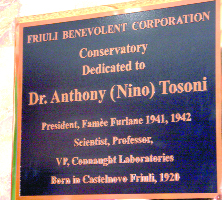 FRIULI BENEVOLENT CORPORATION
Conservatory
Dedicated to
Dr. Anthony (Nino) Tosoni
President, Famèe Furlane 1941, 1942
Scientist, Professor,
VP, Connaught Laboratories
Born in Castelnovo Friuli, 1920